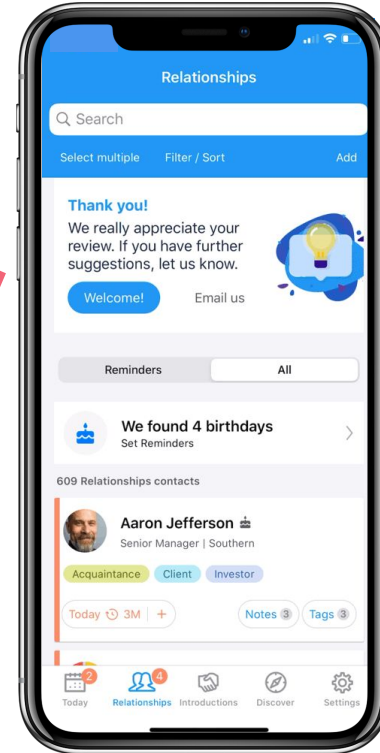 Relationships
Search
Select multiple Filter / Sort Add
Thank you!
We really appreciate your
review. If you have further
suggestions, let us know.
Welcome! Email us
Reminders All
We found 4 birthdays
Set Reminders
609 Relationships contacts
Aaron Jefferson
Senior Manager | Southern
Acquaintance Client Investor
Today 3M + Notes 3 Tags 3
2 4
Today Relationships Introductions Discover Settings